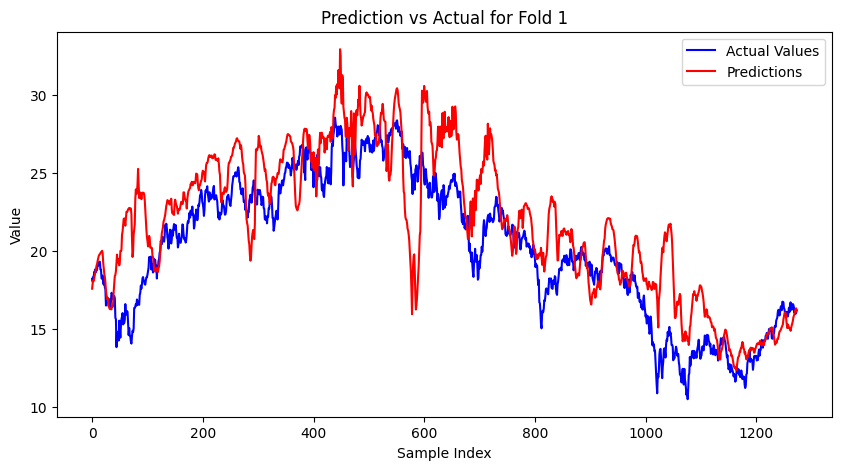 Prediction vs Actual for Fold 1
Actual Values
Predictions
Value
30
25
20
15
10
0
200
400
600
800
1000
1200
Sample Index